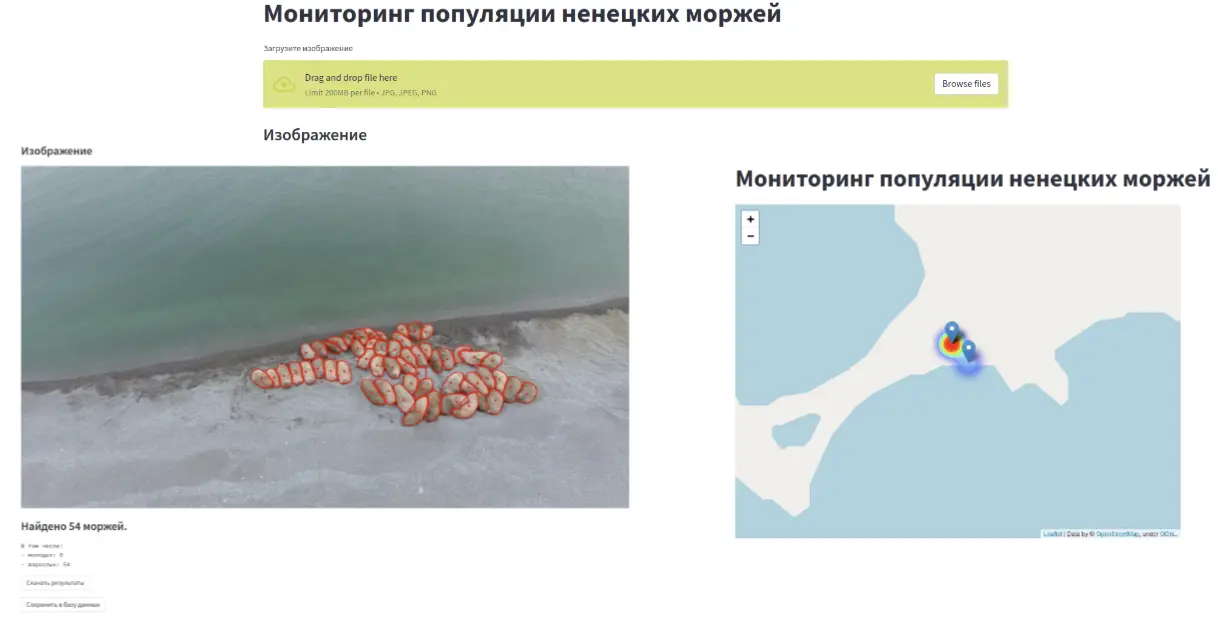 Мониторинг популяции ненецких моржей
Загрузите изображение
Drag and drop file here
Limit 200MB per file • JPG, JPEG, PNG
Browse files
Изображение
Изображение
Найдено 54 моржей.
В том числе:
- молодых: 0
- взрослых: 54
Скачать результаты
Сохранить в базу данных
Мониторинг популяции ненецких моржей
+
−
Leaflet | Data by © OpenStreetMap, under ODbL.